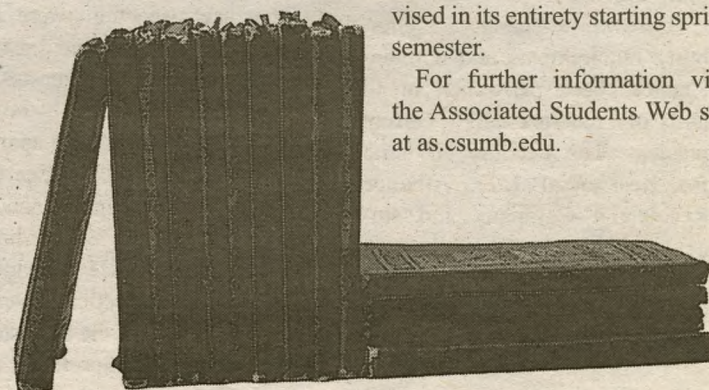 vised in its entirety starting spri
semester.
For further information vi
the Associated Students Web s
at as.csumb.edu.